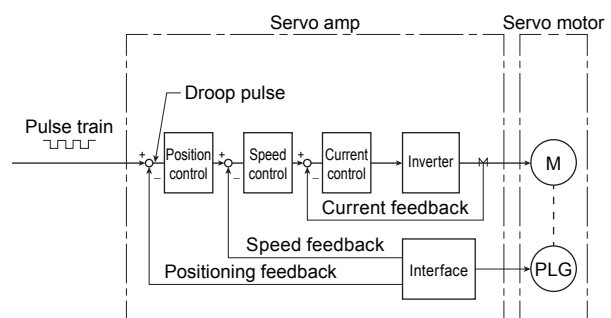 Servo amp
Servo motor
Droop pulse
Pulse train
+
−
Position
control
+
−
Speed
control
+
−
Current
control
Inverter
M
Current feedback
Speed feedback
Positioning feedback
Interface
PLG